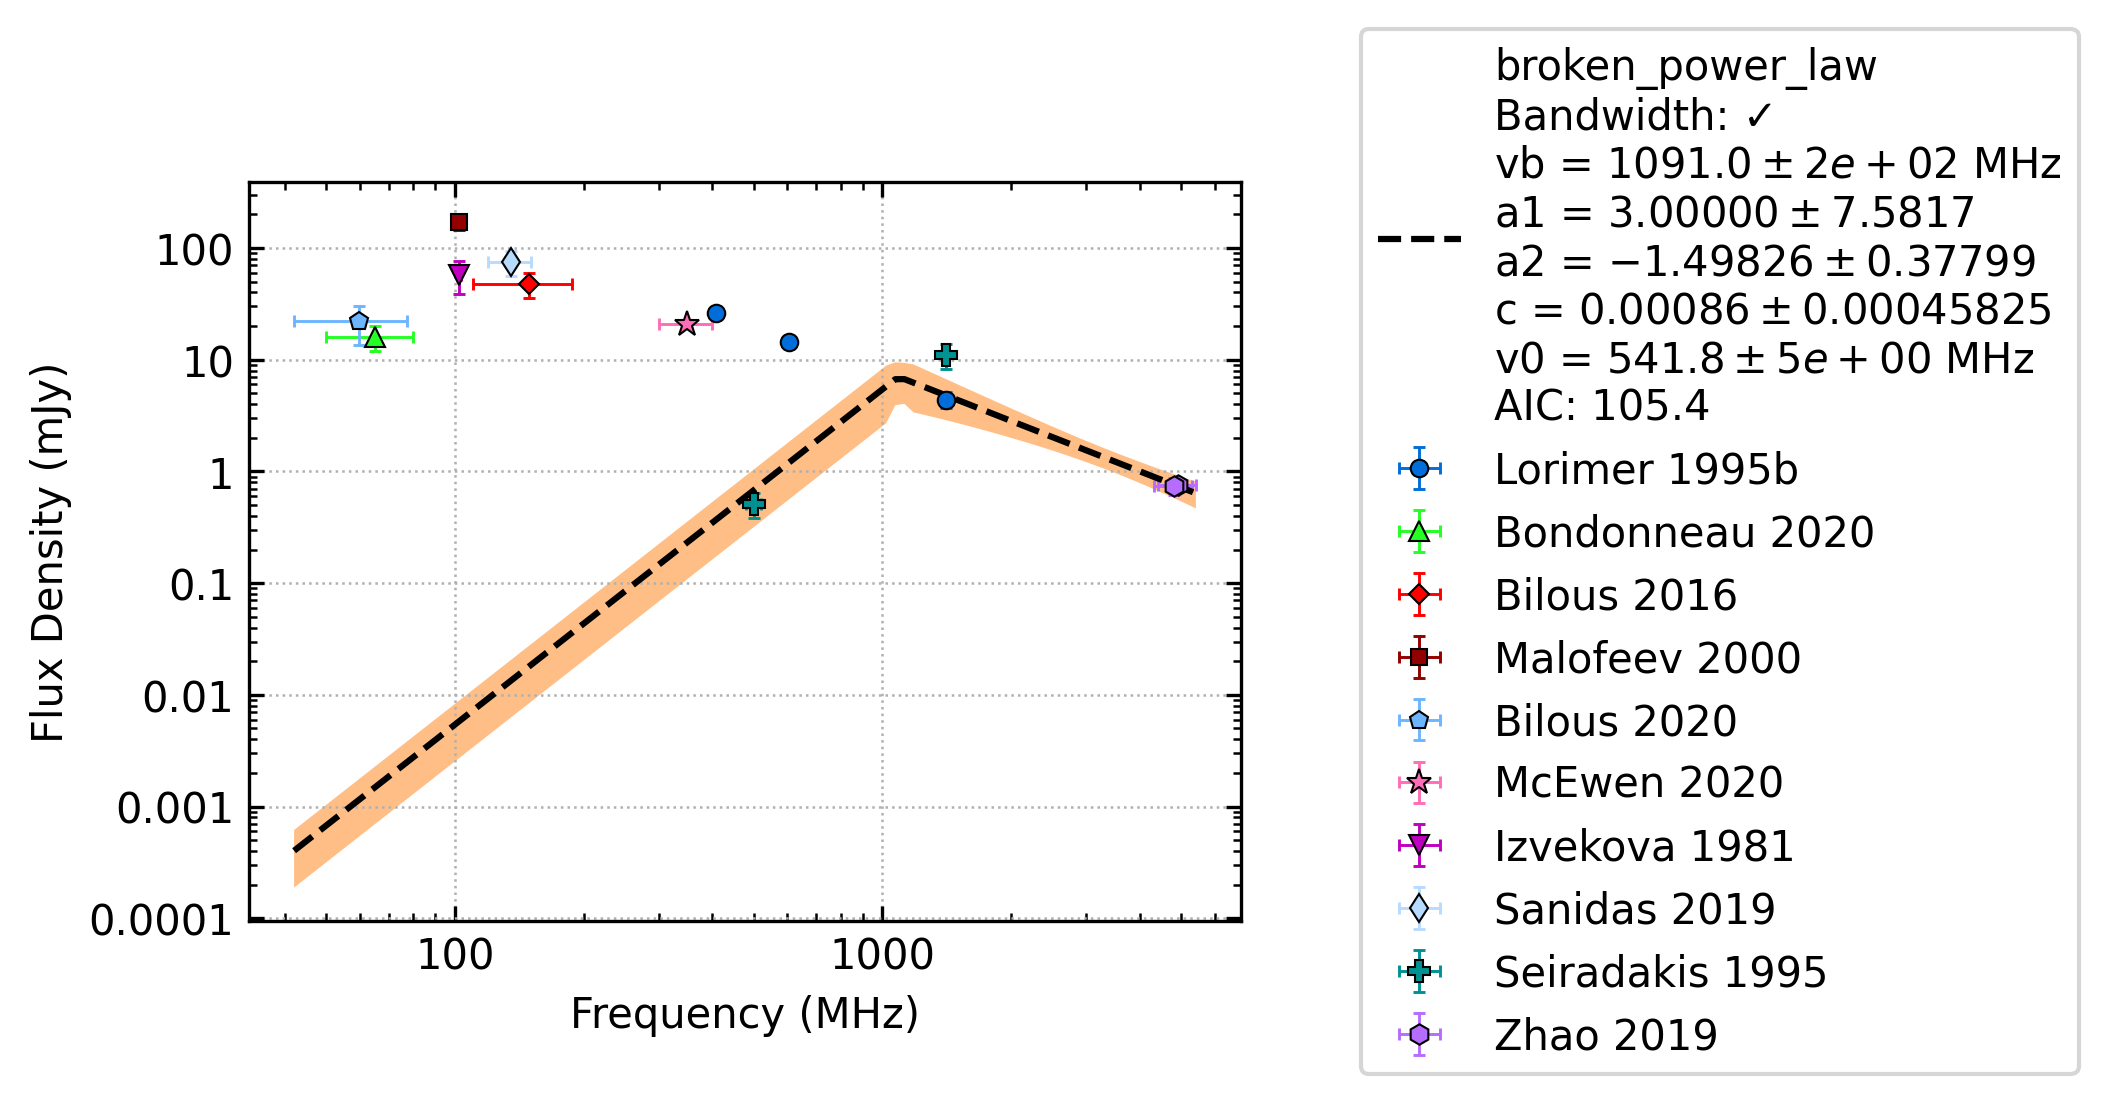 broken_power_law
Bandwidth: ✓
vb = 1091.0 ± 2e + 02 MHz
a1 = 3.00000 ± 7.5817
a2 = −1.49826 ± 0.37799
c = 0.00086 ± 0.00045825
v0 = 541.8 ± 5e + 00 MHz
AIC: 105.4
Lorimer 1995b
Bondonneau 2020
Bilous 2016
Malofeev 2000
Bilous 2020
McEwen 2020
Izvekova 1981
Sanidas 2019
Seiradakis 1995
Zhao 2019
Flux Density (mJy)
100
10
1
0.1
0.01
0.001
0.0001
100 1000
Frequency (MHz)